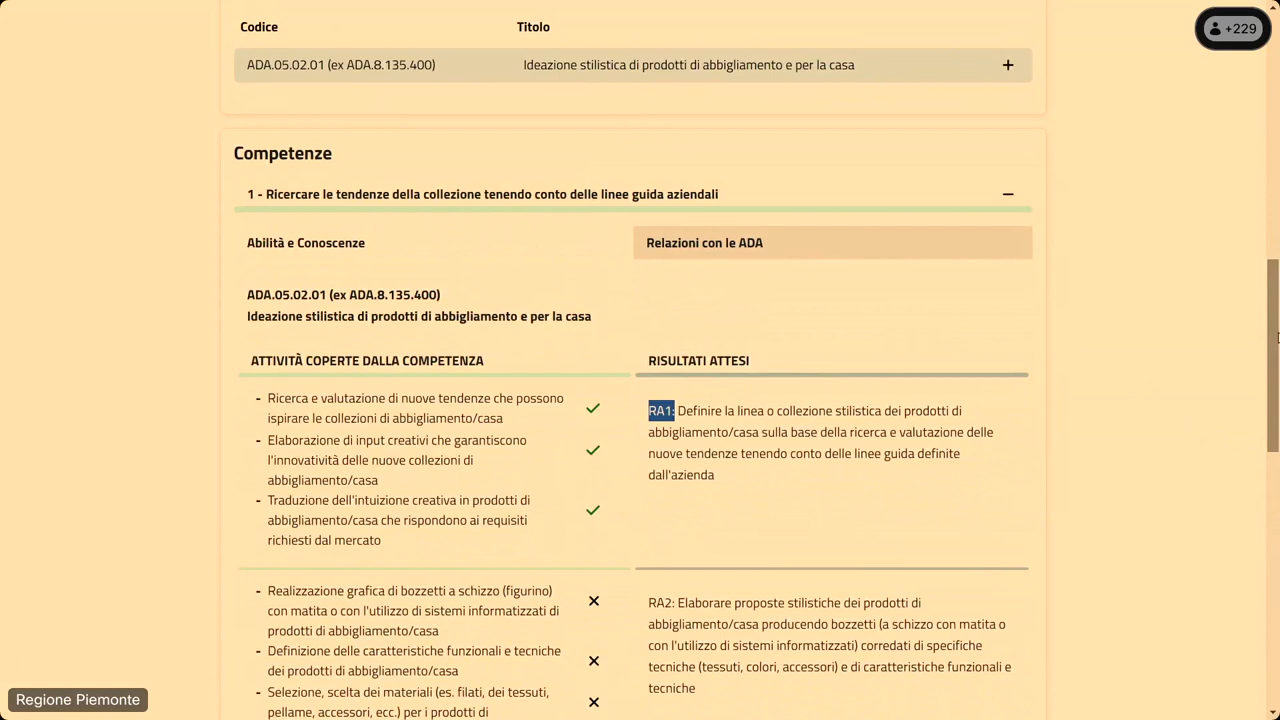 Codice
Titolo
+229
ADA.05.02.01 (ex ADA.8.135.400)
Ideazione stilistica di prodotti di abbigliamento e per la casa
+
Competenze
1 - Ricercare le tendenze della collezione tenendo conto delle linee guida aziendali
Abilità e Conoscenze
Relazioni con le ADA
ADA.05.02.01 (ex ADA.8.135.400)
Ideazione stilistica di prodotti di abbigliamento e per la casa
ATTIVITÀ COPERTE DALLA COMPETENZA
- Ricerca e valutazione di nuove tendenze che possono
ispirare le collezioni di abbigliamento/casa
- Elaborazione di input creativi che garantiscono
l'innovatività delle nuove collezioni di
abbigliamento/casa
- Traduzione dell'intuizione creativa in prodotti di
abbigliamento/casa che rispondono ai requisiti
richiesti dal mercato
RISULTATI ATTESI
RA1: Definire la linea o collezione stilistica dei prodotti di
abbigliamento/casa sulla base della ricerca e valutazione delle
nuove tendenze tenendo conto delle linee guida definite
dall'azienda
- Realizzazione grafica di bozzetti a schizzo (figurino)
con matita o con l'utilizzo di sistemi informatizzati di
prodotti di abbigliamento/casa
- Definizione delle caratteristiche funzionali e tecniche
dei prodotti di abbigliamento/casa
- Selezione, scelta dei materiali (es. filati, dei tessuti,
pellame, accessori, ecc.) per i prodotti di
RA2: Elaborare proposte stilistiche dei prodotti di
abbigliamento/casa producendo bozzetti (a schizzo con matita o
con l'utilizzo di sistemi informatizzati) corredati di specifiche
tecniche (tessuti, colori, accessori) e di caratteristiche funzionali e
tecniche
Regione Piemonte